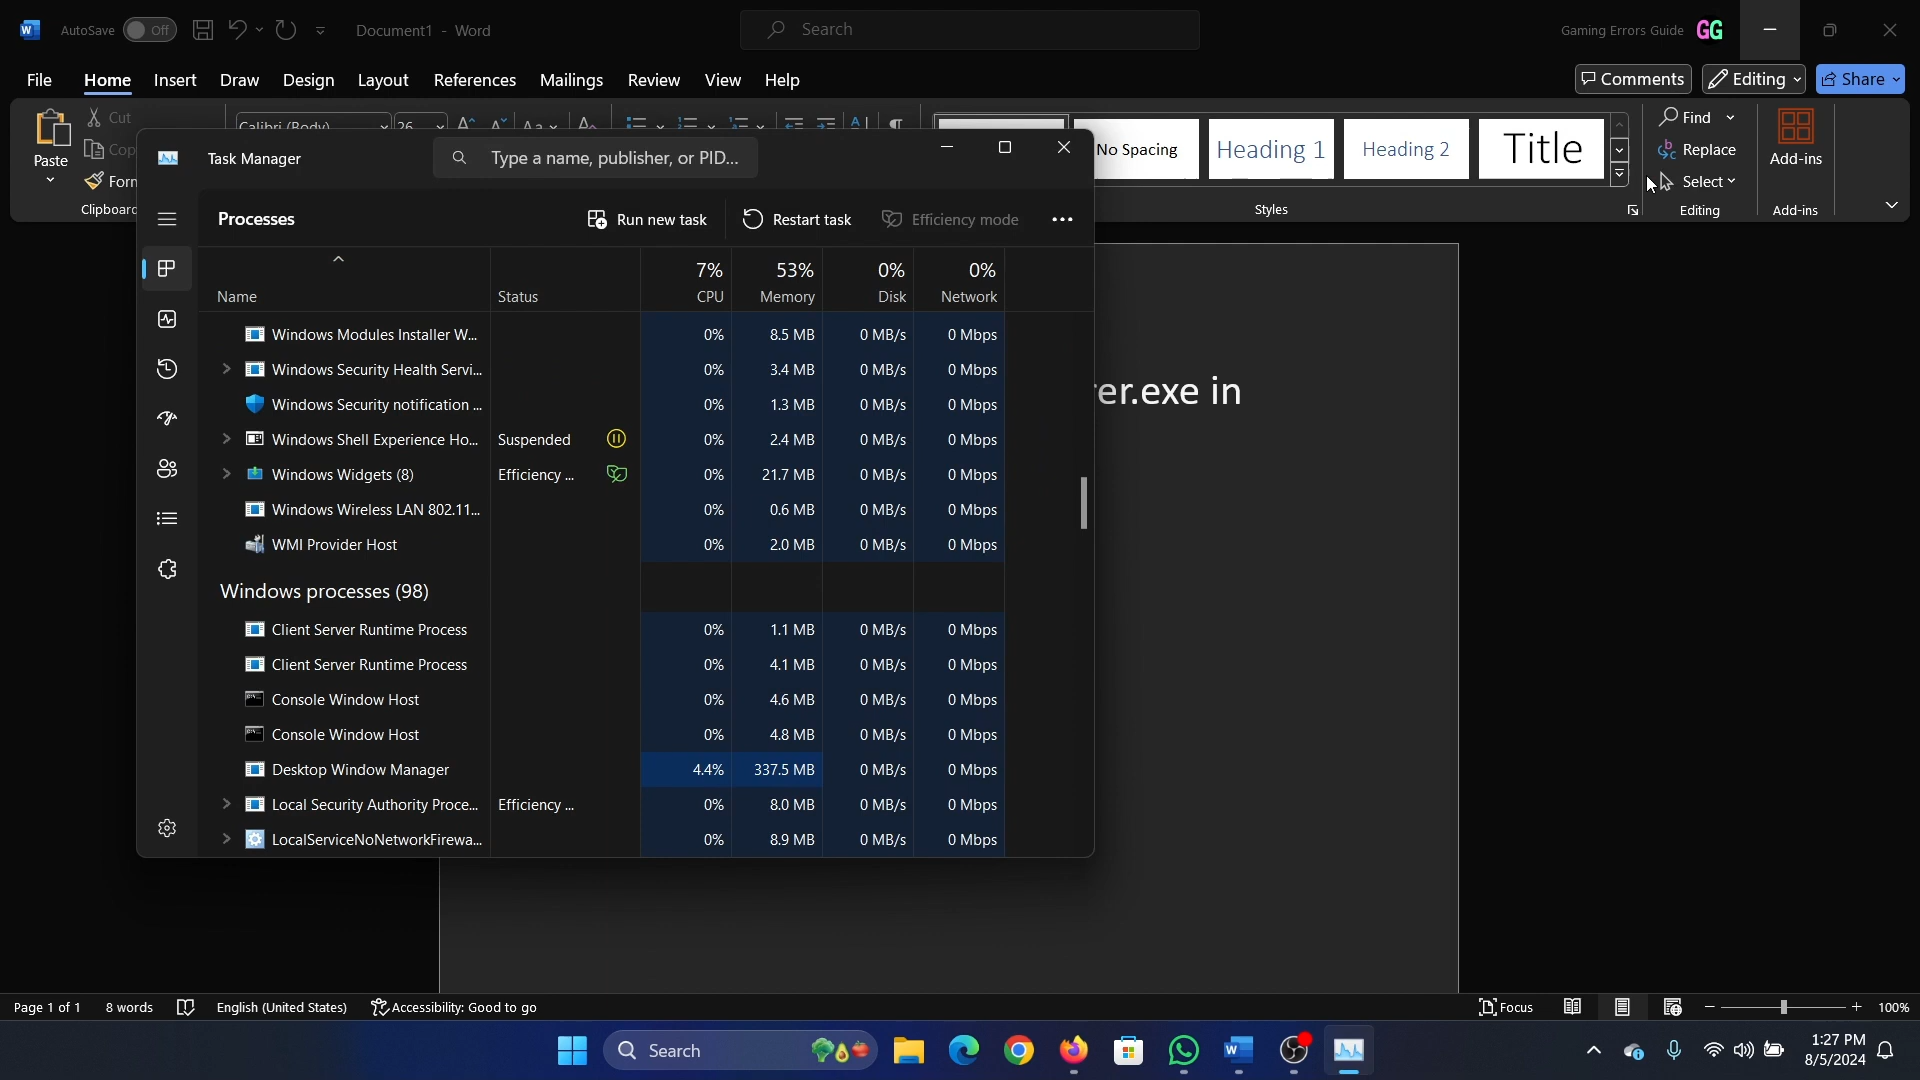 AutoSave Off Document1 - Word Search Gaming Errors Guide GG
File Home Insert Draw Design Layout References Mailings Review View Help Comments Editing Share
Paste Cut
Clipboard
Calibri (Body) 26
No Spacing Heading 1 Heading 2 Title
Styles
Find
Replace
Select
Editing
Add-ins
Add-ins
Task Manager Type a name, publisher, or PID...
Processes Run new task Restart task Efficiency mode
7% 53% 0% 0%
Name Status CPU Memory Disk Network
Windows Modules Installer W... 0% 8.5 MB 0 MB/s 0 Mbps
Windows Security Health Servi... 0% 3.4 MB 0 MB/s 0 Mbps
Windows Security notification ... 0% 1.3 MB 0 MB/s 0 Mbps
Windows Shell Experience Ho... Suspended 0% 2.4 MB 0 MB/s 0 Mbps
Windows Widgets (8) Efficiency ... 0% 21.7 MB 0 MB/s 0 Mbps
Windows Wireless LAN 802.11... 0% 0.6 MB 0 MB/s 0 Mbps
WMI Provider Host 0% 2.0 MB 0 MB/s 0 Mbps
Windows processes (98)
Client Server Runtime Process 0% 1.1 MB 0 MB/s 0 Mbps
Client Server Runtime Process 0% 4.1 MB 0 MB/s 0 Mbps
Console Window Host 0% 4.6 MB 0 MB/s 0 Mbps
Console Window Host 0% 4.8 MB 0 MB/s 0 Mbps
Desktop Window Manager 4.4% 337.5 MB 0 MB/s 0 Mbps
Local Security Authority Proce... Efficiency ... 0% 8.0 MB 0 MB/s 0 Mbps
LocalServiceNoNetworkFirewa... 0% 8.9 MB 0 MB/s 0 Mbps
er.exe in
Page 1 of 1 8 words English (United States) Accessibility: Good to go Focus 100%
Search
1:27 PM
8/5/2024